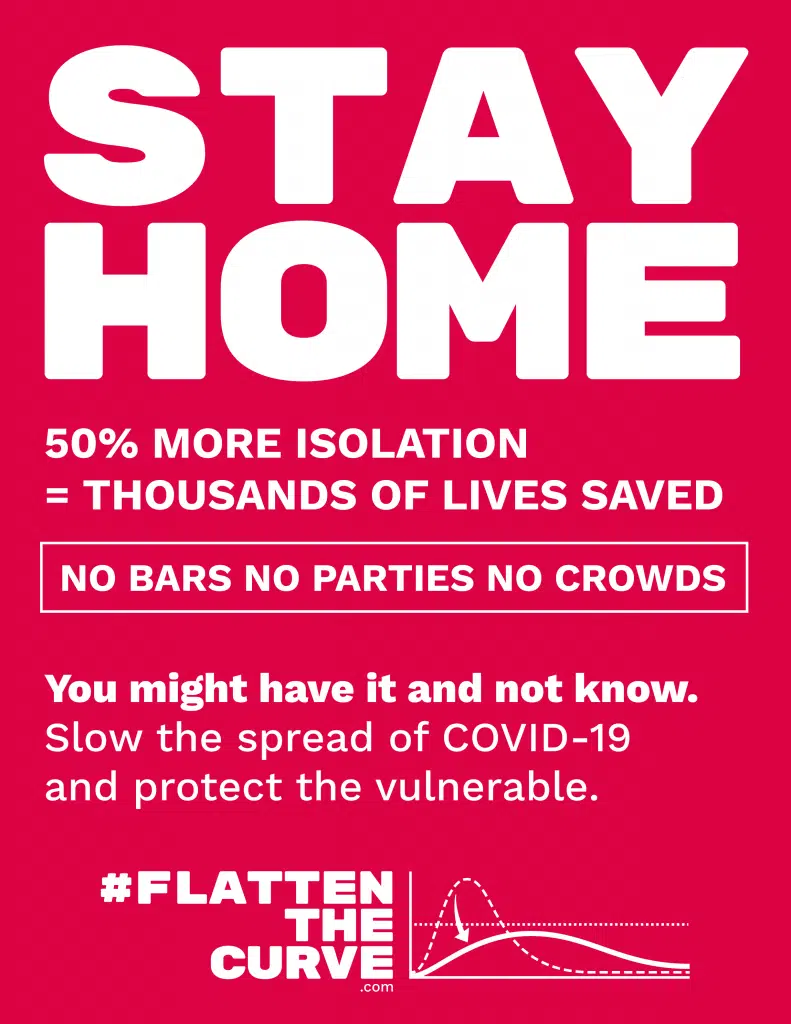 STAY
HOME
50% MORE ISOLATION
= THOUSANDS OF LIVES SAVED
NO BARS NO PARTIES NO CROWDS
You might have it and not know.
Slow the spread of COVID-19
and protect the vulnerable.
#FLATTEN
THE
CURVE
.com